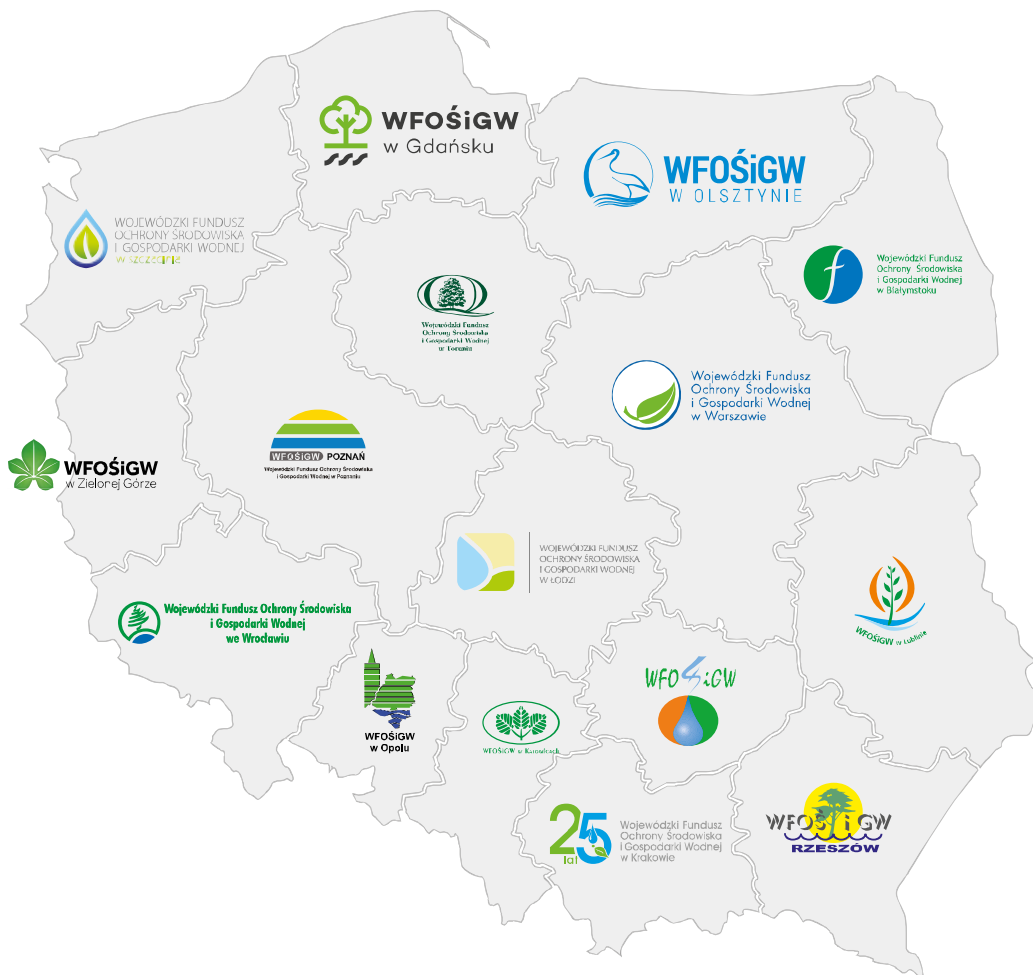 WFOŚiGW
w Gdańsku
WFOŚiGW
W OLSZTYNIE
WOJEWÓDZKI FUNDUSZ
OCHRONY ŚRODOWISKA
I GOSPODARKI WODNEJ
w szczecinie
Wojewódzki Fundusz
Ochrony Środowiska
i Gospodarki Wodnej
w Białymstoku
Wojewódzki Fundusz
Ochrony Środowiska
i Gospodarki Wodnej
w Toruniu
Wojewódzki Fundusz
Ochrony Środowiska
i Gospodarki Wodnej
w Warszawie
WFOŚiGW POZNAŃ
Wojewódzki Fundusz Ochrony Środowiska
i Gospodarki Wodnej w Poznaniu
WFOŚiGW
w Zielonej Górze
WOJEWÓDZKI FUNDUSZ
OCHRONY ŚRODOWISKA
I GOSPODARKI WODNEJ
W ŁODZI
Wojewódzki Fundusz Ochrony Środowiska
i Gospodarki Wodnej
we Wrocławiu
WFOŚiGW w Lublinie
WFOŚiGW
w Opolu
WFOŚiGW w Katowicach
WFOŚiGW
25
lat
Wojewódzki Fundusz
Ochrony Środowiska
i Gospodarki Wodnej
w Krakowie
WFOŚiGW
RZESZÓW